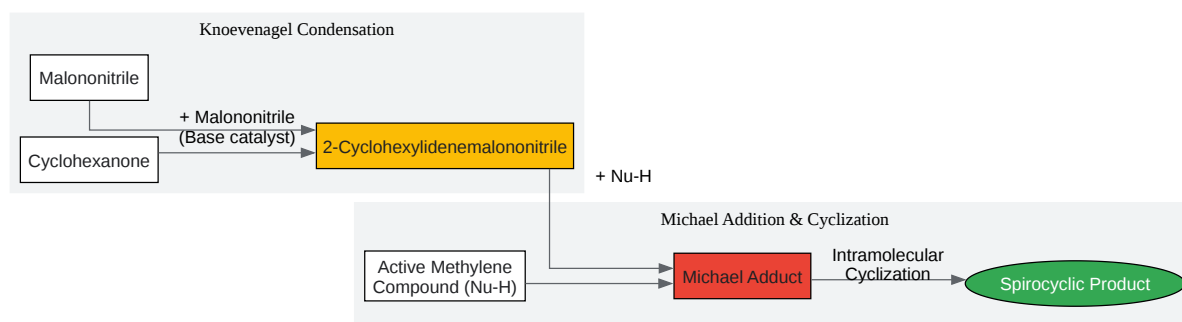 Knoevenagel Condensation
Malononitrile
+ Malononitrile
(Base catalyst)
Cyclohexanone
2-Cyclohexylidenemalononitrile
+ Nu-H
Michael Addition & Cyclization
Active Methylene
Compound (Nu-H)
Michael Adduct
Intramolecular
Cyclization
Spirocyclic Product